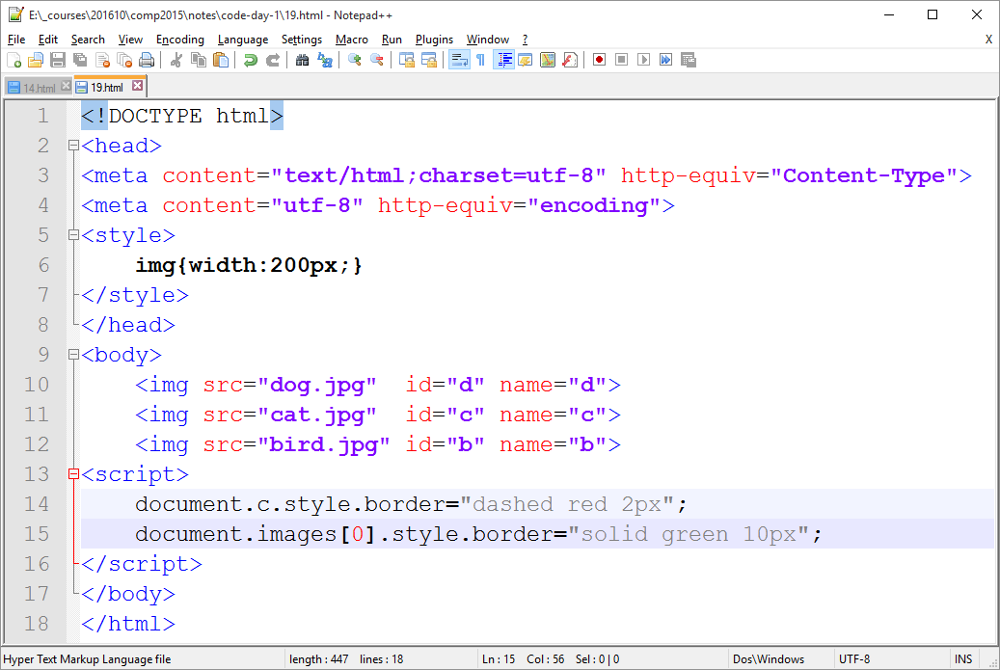 E:\_courses\201610\comp2015\notes\code-day-1\19.html - Notepad++
File Edit Search View Encoding Language Settings Macro Run Plugins Window ? X
14.html 19.html
1 <!DOCTYPE html>
2 <head>
3 <meta content="text/html;charset=utf-8" http-equiv="Content-Type">
4 <meta content="utf-8" http-equiv="encoding">
5 <style>
6     img{width:200px;}
7 </style>
8 </head>
9 <body>
10     <img src="dog.jpg"  id="d" name="d">
11     <img src="cat.jpg"  id="c" name="c">
12     <img src="bird.jpg" id="b" name="b">
13 <script>
14     document.c.style.border="dashed red 2px";
15     document.images[0].style.border="solid green 10px";
16 </script>
17 </body>
18 </html>
Hyper Text Markup Language file length : 447 lines : 18 Ln : 15 Col : 56 Sel : 0 | 0 Dos\Windows UTF-8 INS